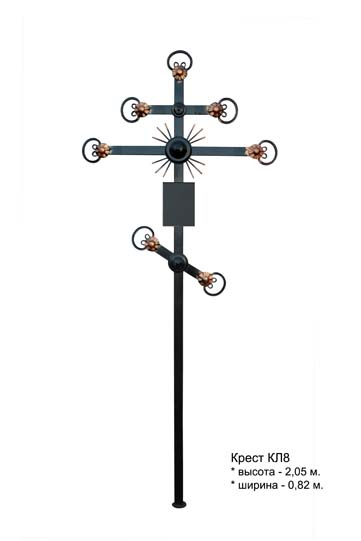 Крест КЛ8
* высота - 2,05 м.
* ширина - 0,82 м.